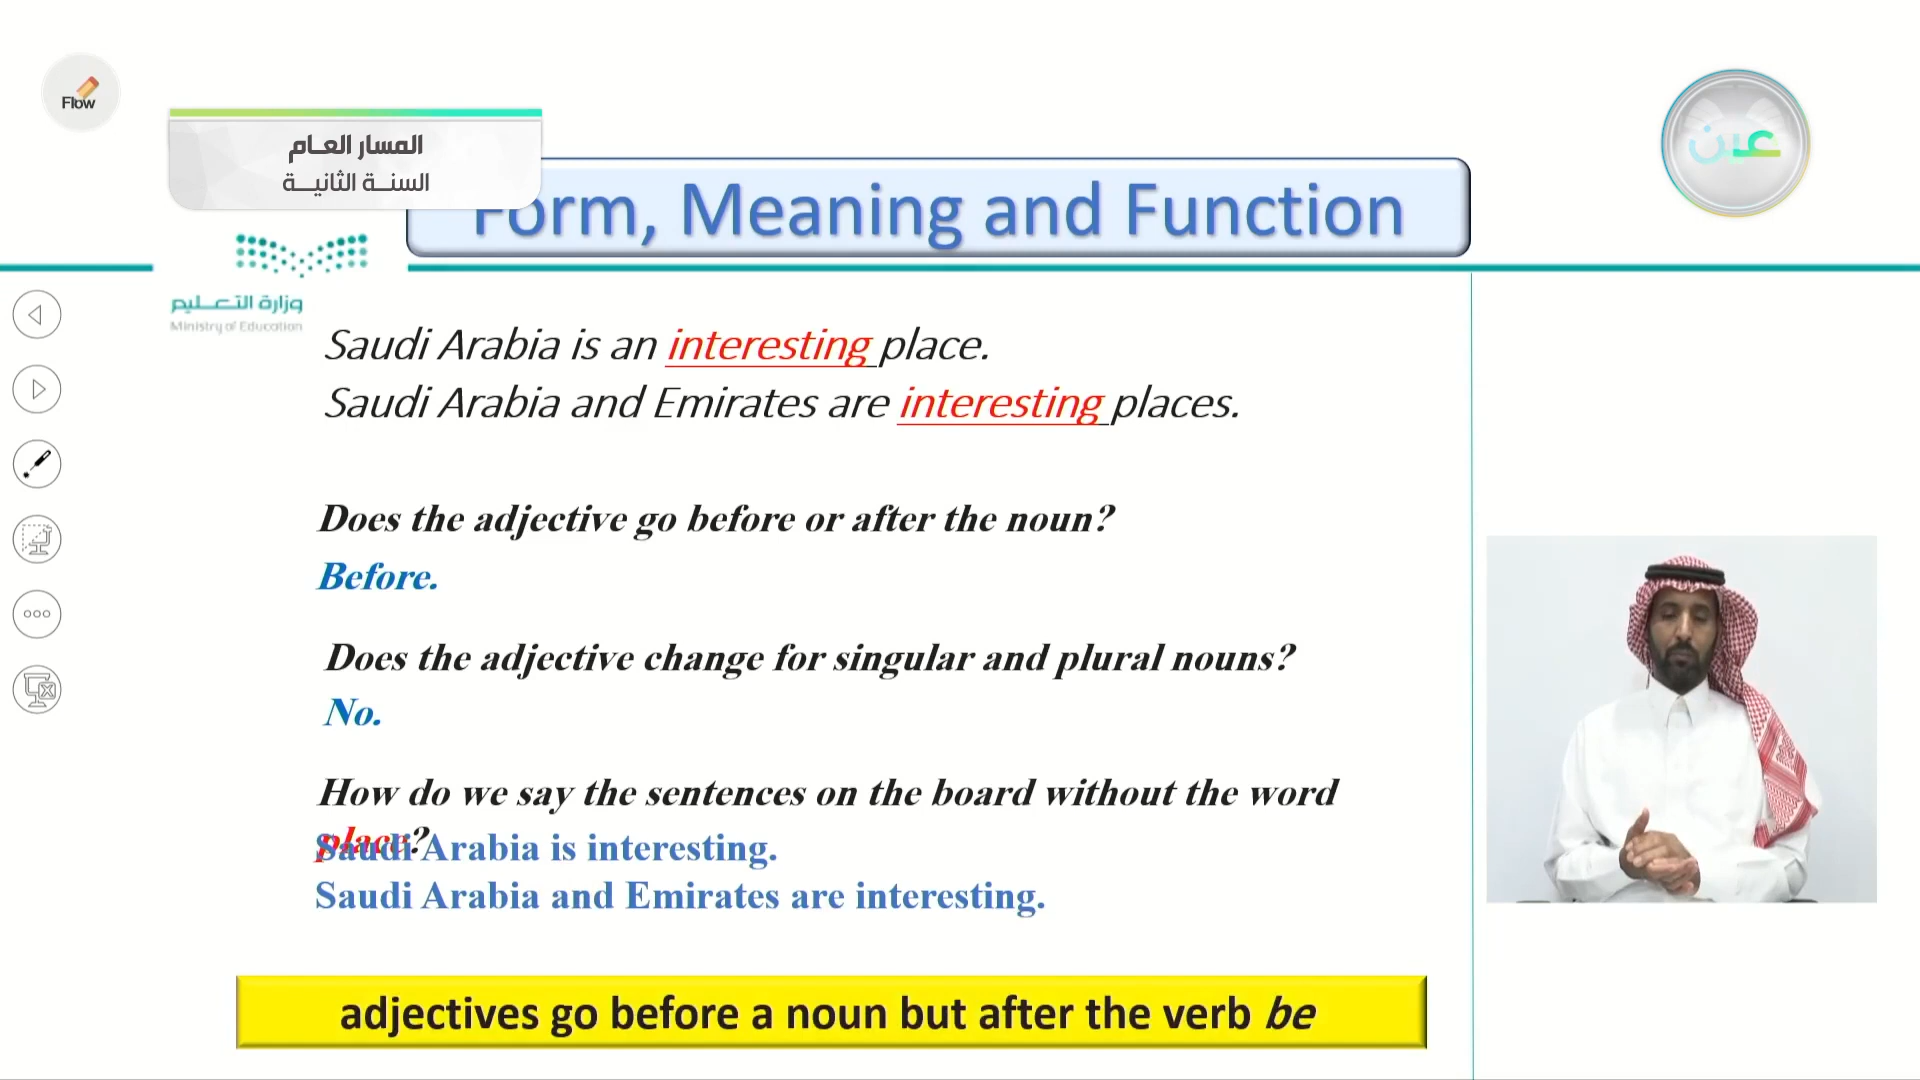 Flow
المسار العام
السنة الثانية
عين
Form, Meaning and Function
وزارة التعليم
Ministry of Education
Saudi Arabia is an interesting place.
Saudi Arabia and Emirates are interesting places.
Does the adjective go before or after the noun?
Before.
Does the adjective change for singular and plural nouns?
No.
How do we say the sentences on the board without the word
place?
Saudi Arabia is interesting.
Saudi Arabia and Emirates are interesting.
adjectives go before a noun but after the verb be